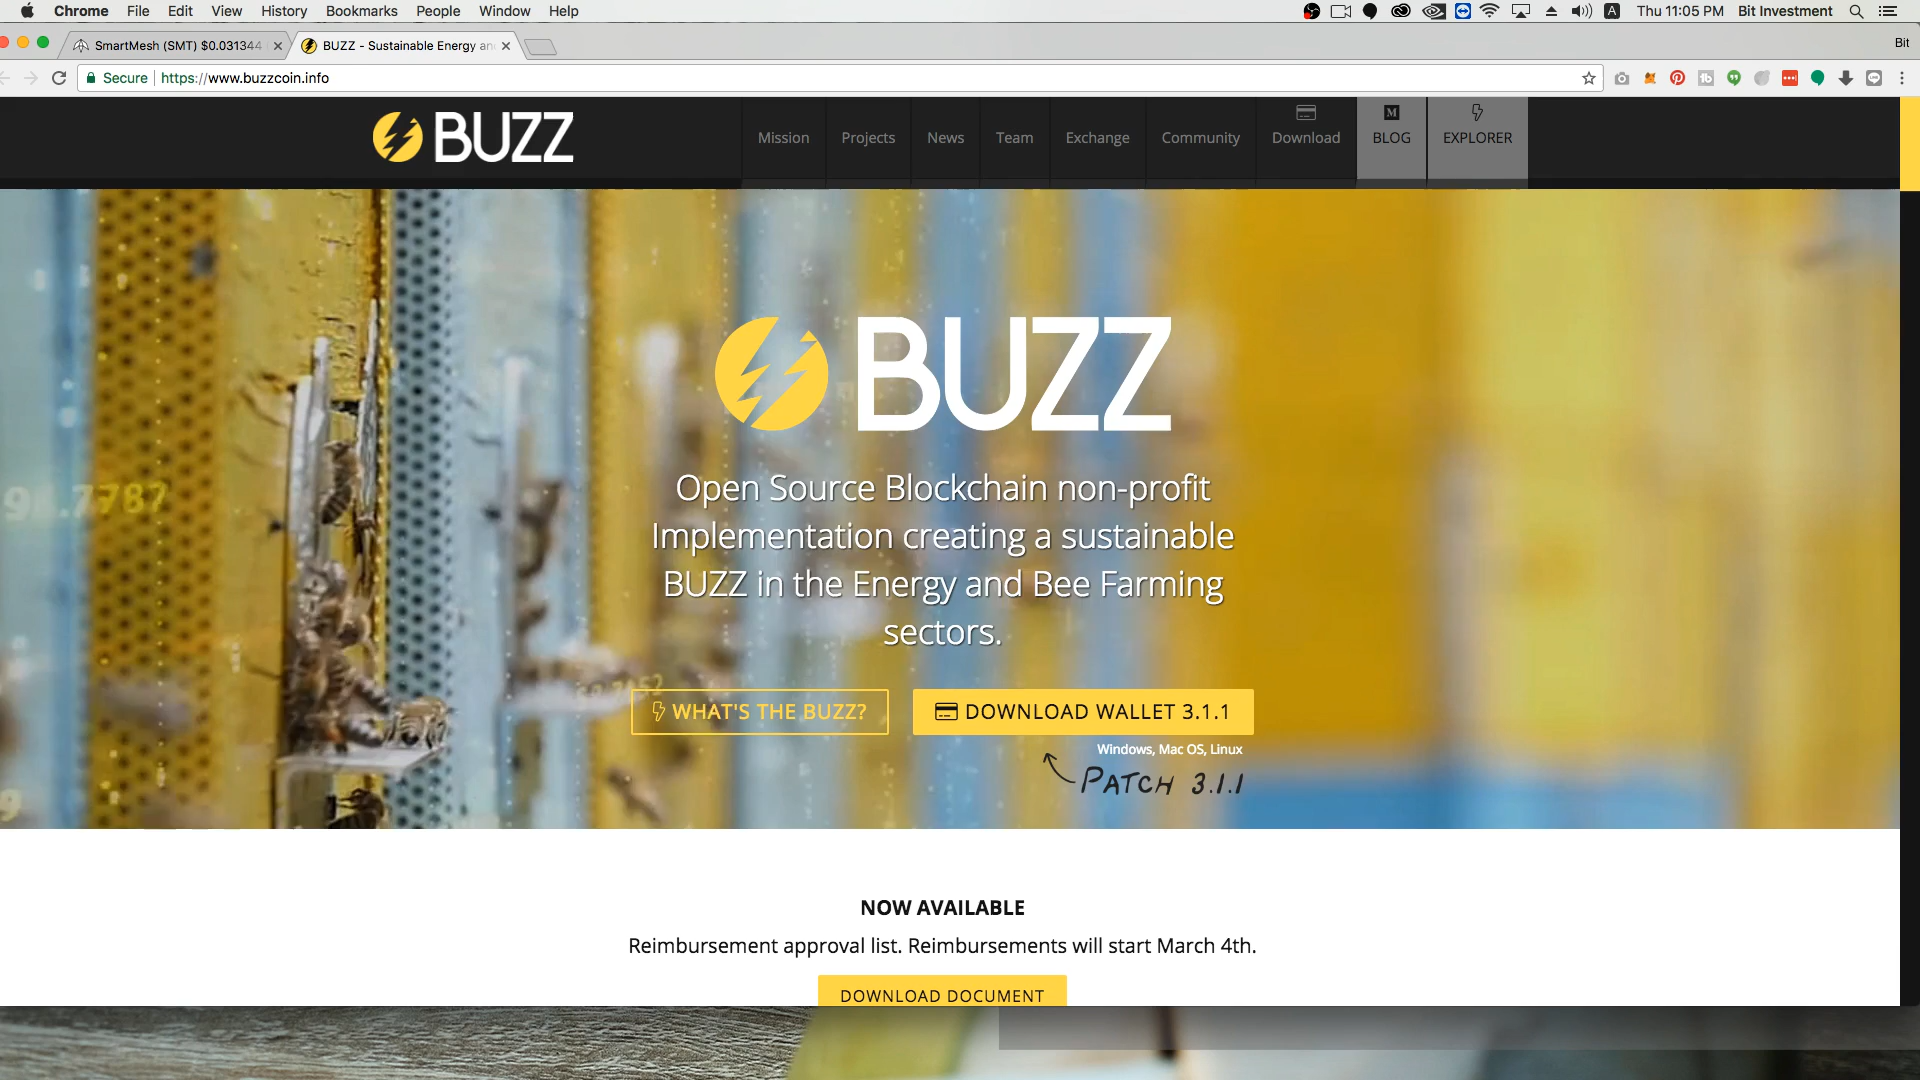 Chrome File Edit View History Bookmarks People Window Help Thu 11:05 PM Bit Investment
SmartMesh (SMT) $0.031344 BUZZ - Sustainable Energy an Bit
Secure https://www.buzzcoin.info
BUZZ
Mission Projects News Team Exchange Community Download BLOG EXPLORER
BUZZ
Open Source Blockchain non-profit
Implementation creating a sustainable
BUZZ in the Energy and Bee Farming
sectors.
WHAT'S THE BUZZ? DOWNLOAD WALLET 3.1.1
Windows, Mac OS, Linux
PATCH 3.1.1
NOW AVAILABLE
Reimbursement approval list. Reimbursements will start March 4th.
DOWNLOAD DOCUMENT